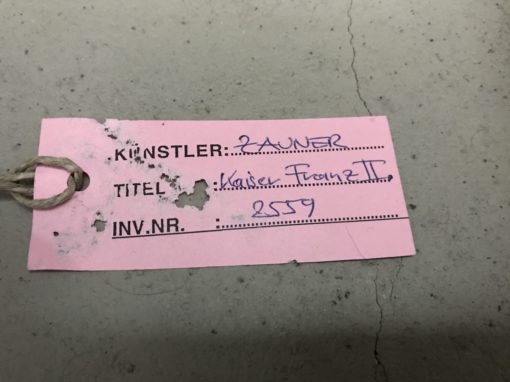 KÜNSTLER: ZAUNER
TITEL : Kaiser Franz II.
INV.NR. : 2559